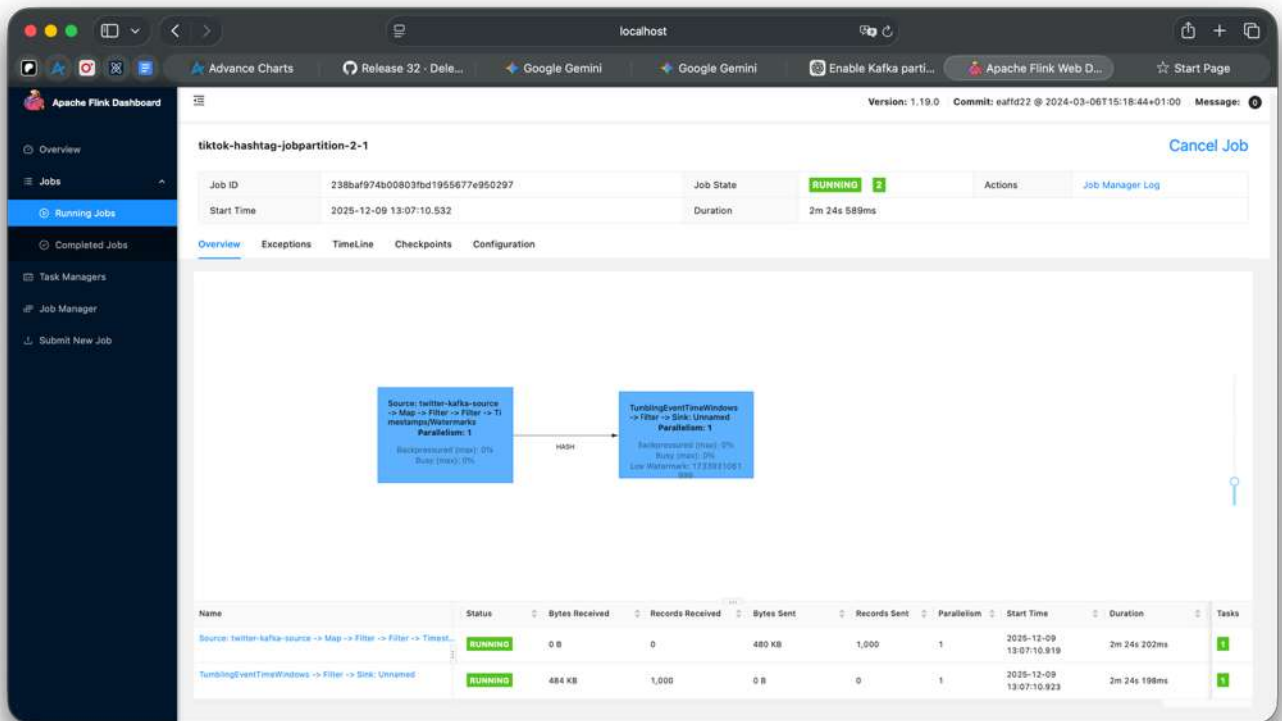 localhost
Advance Charts
Release 32 · Dele...
Google Gemini
Google Gemini
Enable Kafka parti...
Apache Flink Web D...
Start Page
Apache Flink Dashboard
Version: 1.19.0 Commit: eaffd22 @ 2024-03-06T15:18:44+01:00 Message: 0
Overview
Jobs
Running Jobs
Completed Jobs
Task Managers
Job Manager
Submit New Job
tiktok-hashtag-jobpartition-2-1
Cancel Job
Job ID 238baf974b00803fbd1955677e950297 Job State RUNNING 2 Actions Job Manager Log
Start Time 2025-12-09 13:07:10.532 Duration 2m 24s 589ms
Overview Exceptions TimeLine Checkpoints Configuration
Source: twitter-kafka-source
-> Map -> Filter -> Filter -> Ti
mestamps/Watermarks
Parallelism: 1
Backpressured (max): 0%
Busy (max): 0%
HASH
TumblingEventTimeWindows
-> Filter -> Sink: Unnamed
Parallelism: 1
Backpressured (max): 0%
Busy (max): 0%
Low Watermark:
Name Status Bytes Received Records Received Bytes Sent Records Sent Parallelism Start Time Duration Tasks
Source: twitter-kafka-source -> Map -> Filter -> Filter -> Timest... RUNNING 0 B 0 480 KB 1,000 1 2025-12-09 13:07:10.919 2m 24s 202ms 1
TumblingEventTimeWindows -> Filter -> Sink: Unnamed RUNNING 484 KB 1,000 0 B 0 1 2025-12-09 13:07:10.923 2m 24s 198ms 1